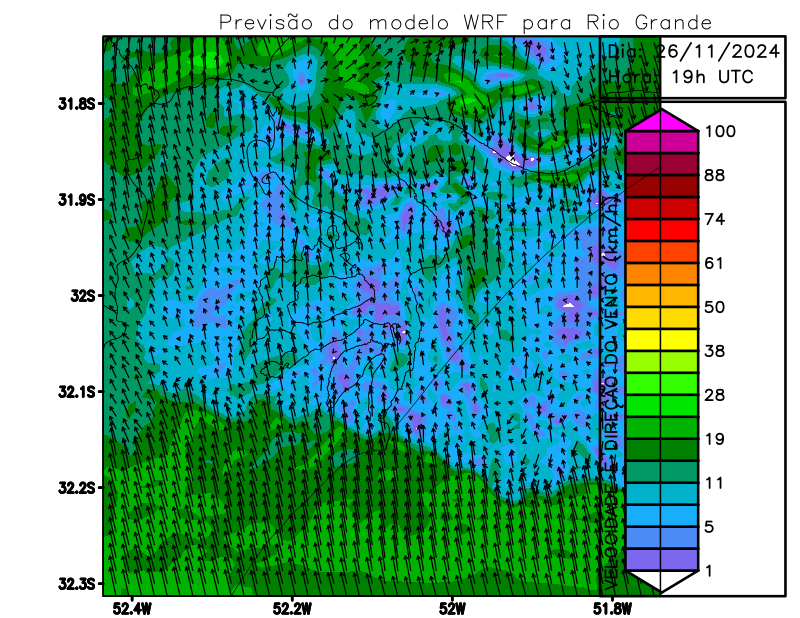 Previsão do modelo WRF para Rio Grande
Dia: 26/11/2024
Hora: 19h UTC
31.8S
31.9S
32S
32.1S
32.2S
32.3S
52.4W
52.2W
52W
51.8W
VELOCIDADE E DIREÇÃO DO VENTO (km/h)
100
88
74
61
50
38
28
19
11
5
1